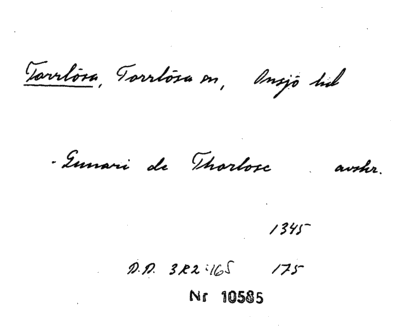 Torrlösa, Torrlösa sn, Onsjö hd
- Gunnari de Thorlose avskr.
1345
D.D. 3R2:165 175
Nr 10585